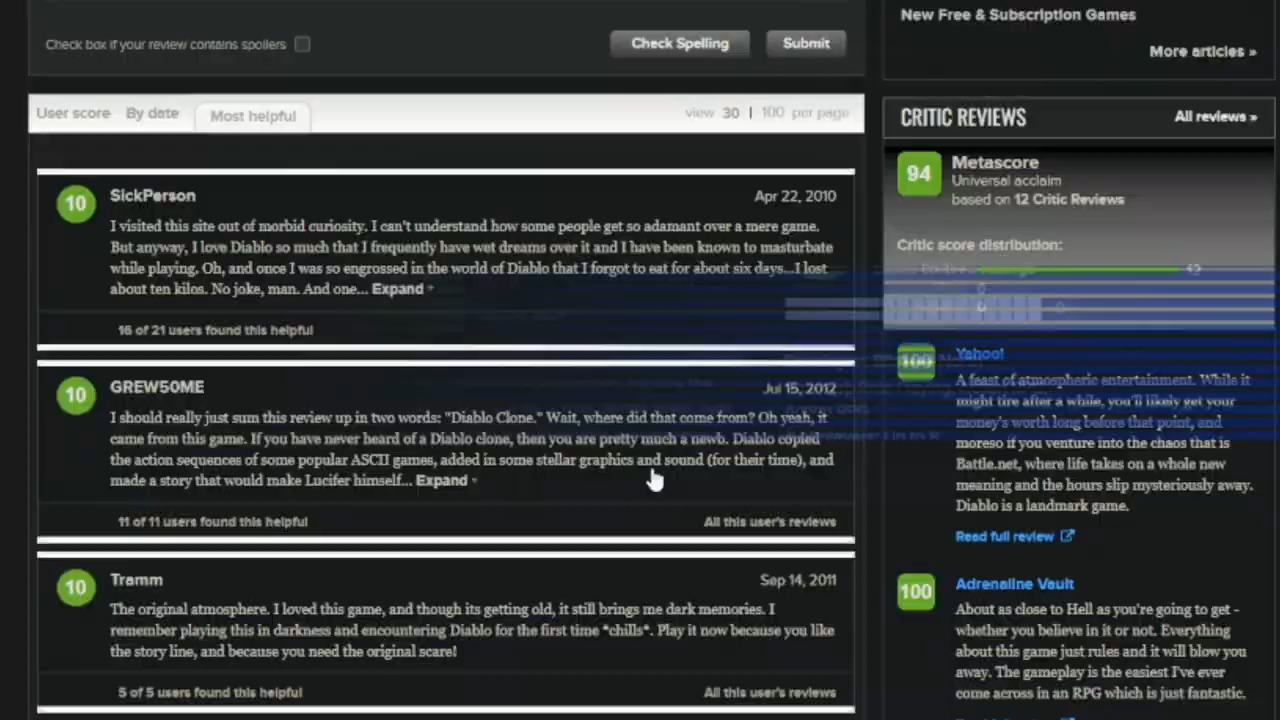 New Free & Subscription Games
More articles »
Check box if your review contains spoilers
Check Spelling
Submit
User score By date Most helpful view 30 | 100 per page
10 SickPerson Apr 22, 2010
I visited this site out of morbid curiosity. I can't understand how some people get so adamant over a mere game.
But anyway, I love Diablo so much that I frequently have wet dreams over it and I have been known to masturbate
while playing. Oh, and once I was so engrossed in the world of Diablo that I forgot to eat for about six days...I lost
about ten kilos. No joke, man. And one... Expand
16 of 21 users found this helpful
10 GREW50ME Jul 15, 2012
I should really just sum this review up in two words: "Diablo Clone." Wait, where did that come from? Oh yeah, it
came from this game. If you have never heard of a Diablo clone, then you are pretty much a newb. Diablo copied
the action sequences of some popular ASCII games, added in some stellar graphics and sound (for their time), and
made a story that would make Lucifer himself... Expand
11 of 11 users found this helpful All this user's reviews
10 Tramm Sep 14, 2011
The original atmosphere. I loved this game, and though its getting old, it still brings me dark memories. I
remember playing this in darkness and encountering Diablo for the first time *chills*. Play it now because you like
the story line, and because you need the original scare!
5 of 5 users found this helpful All this user's reviews
CRITIC REVIEWS All reviews »
94 Metascore
Universal acclaim
based on 12 Critic Reviews
Critic score distribution:
12
0
0
100 Yahoo!
A feast of atmospheric entertainment. While it
might tire after a while, you'll likely get your
money's worth long before that point, and
moreso if you venture into the chaos that is
Battle.net, where life takes on a whole new
meaning and the hours slip mysteriously away.
Diablo is a landmark game.
Read full review
100 Adrenaline Vault
About as close to Hell as you're going to get -
whether you believe in it or not. Everything
about this game just rules and it will blow you
away. The gameplay is the easiest I've ever
come across in an RPG which is just fantastic.